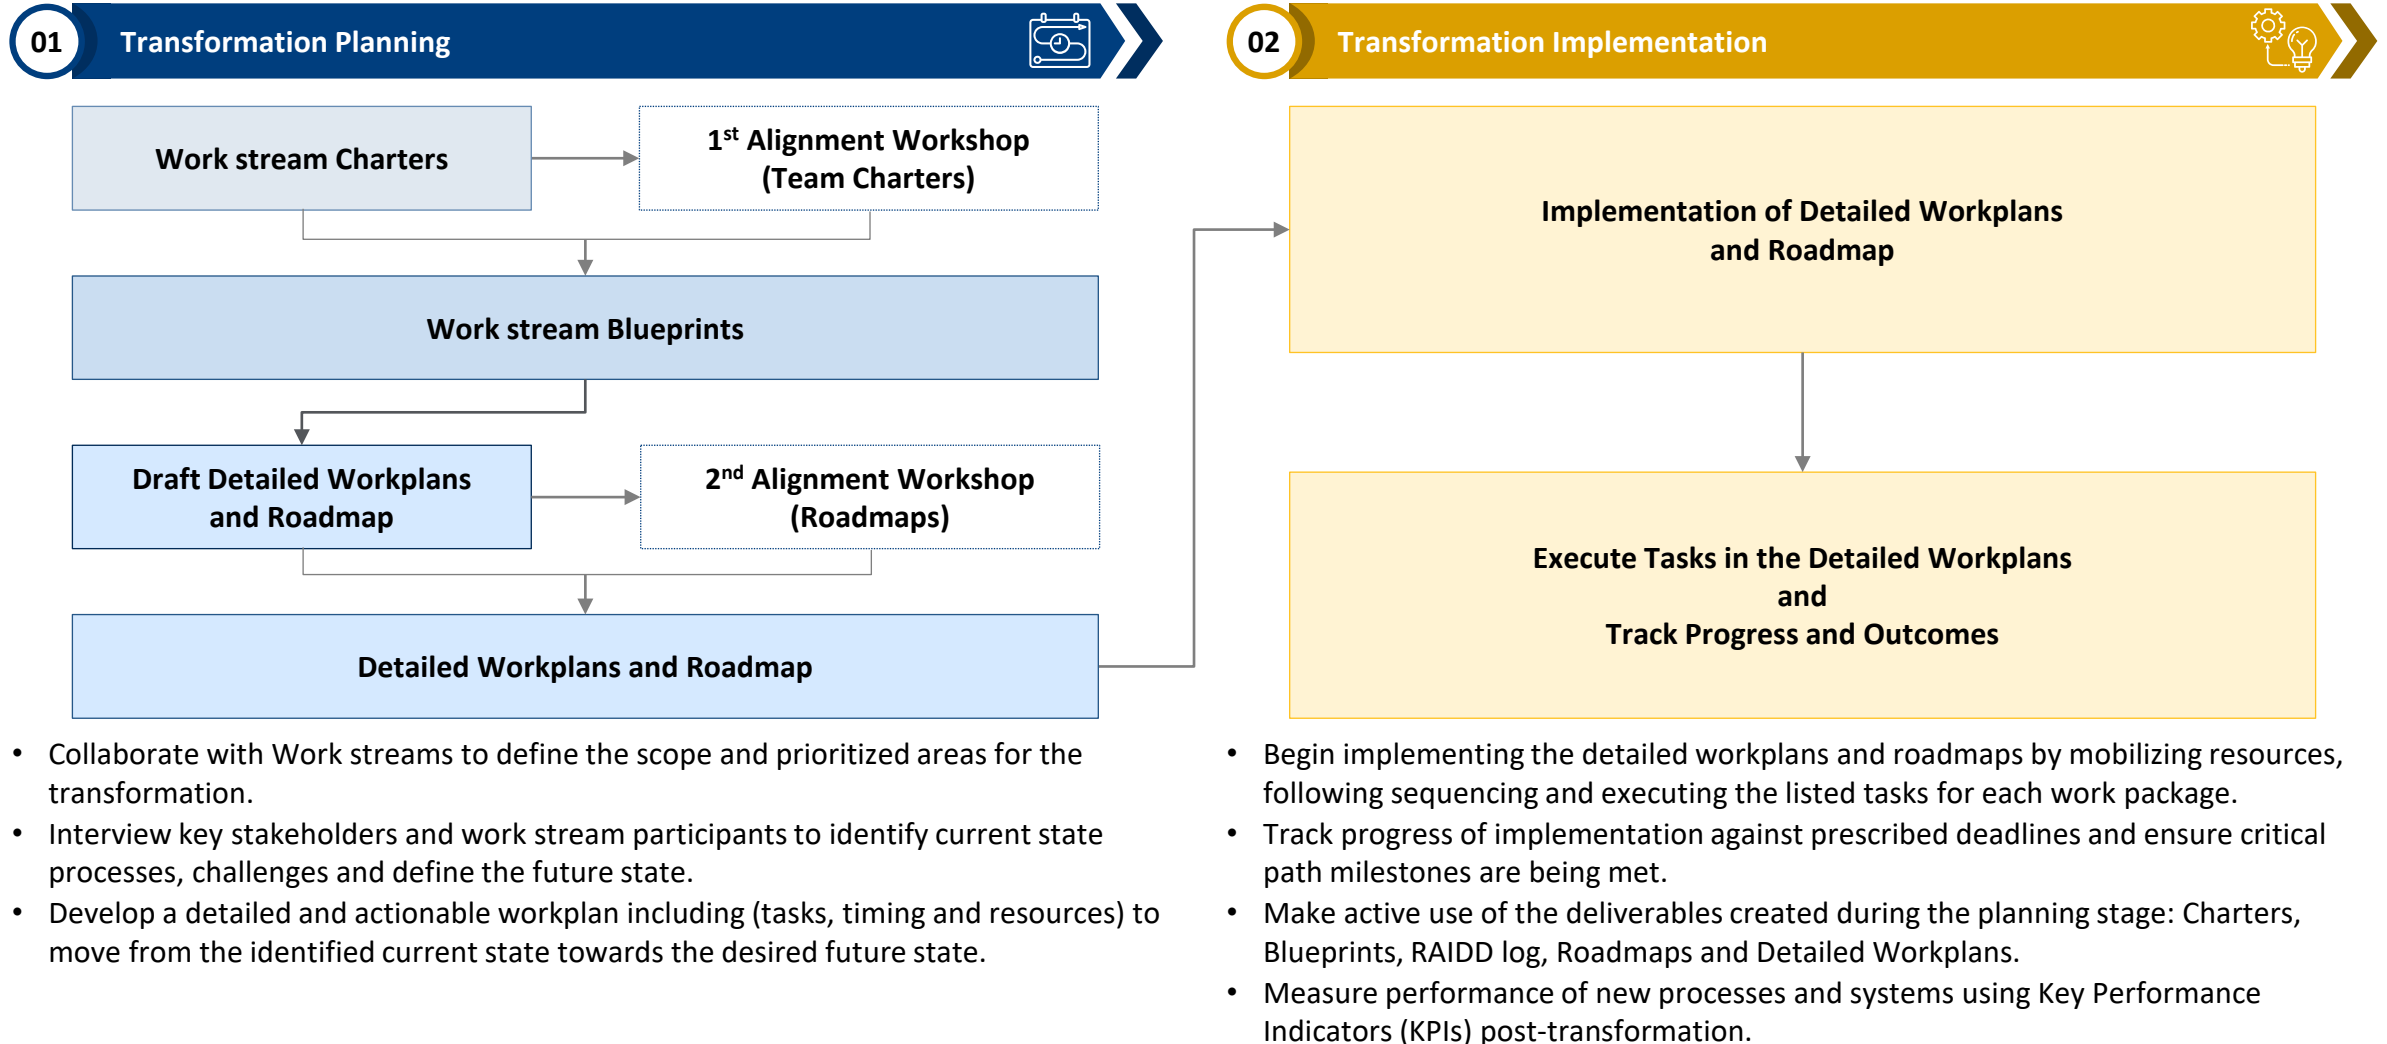 01
Transformation Planning
Work stream Charters
1st Alignment Workshop
(Team Charters)
Work stream Blueprints
Draft Detailed Workplans
and Roadmap
2nd Alignment Workshop
(Roadmaps)
Detailed Workplans and Roadmap
• Collaborate with Work streams to define the scope and prioritized areas for the
transformation.
• Interview key stakeholders and work stream participants to identify current state
processes, challenges and define the future state.
• Develop a detailed and actionable workplan including (tasks, timing and resources) to
move from the identified current state towards the desired future state.
02
Transformation Implementation
Implementation of Detailed Workplans
and Roadmap
Execute Tasks in the Detailed Workplans
and
Track Progress and Outcomes
• Begin implementing the detailed workplans and roadmaps by mobilizing resources,
following sequencing and executing the listed tasks for each work package.
• Track progress of implementation against prescribed deadlines and ensure critical
path milestones are being met.
• Make active use of the deliverables created during the planning stage: Charters,
Blueprints, RAIDD log, Roadmaps and Detailed Workplans.
• Measure performance of new processes and systems using Key Performance
Indicators (KPIs) post-transformation.